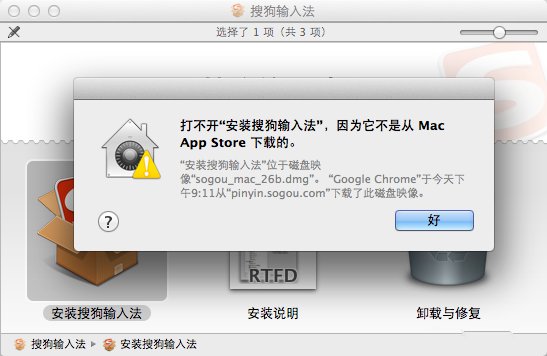 搜狗输入法
选择了 1 项（共 3 项）
打不开“安装搜狗输入法”，因为它不是从 Mac
App Store 下载的。
“安装搜狗输入法”位于磁盘映
像“sogou_mac_26b.dmg”。“Google Chrome”于今天下
午9:11从“pinyin.sogou.com”下载了此磁盘映像。
?
好
RTFD
安装搜狗输入法
安装说明
卸载与修复
搜狗输入法 ▸ 安装搜狗输入法